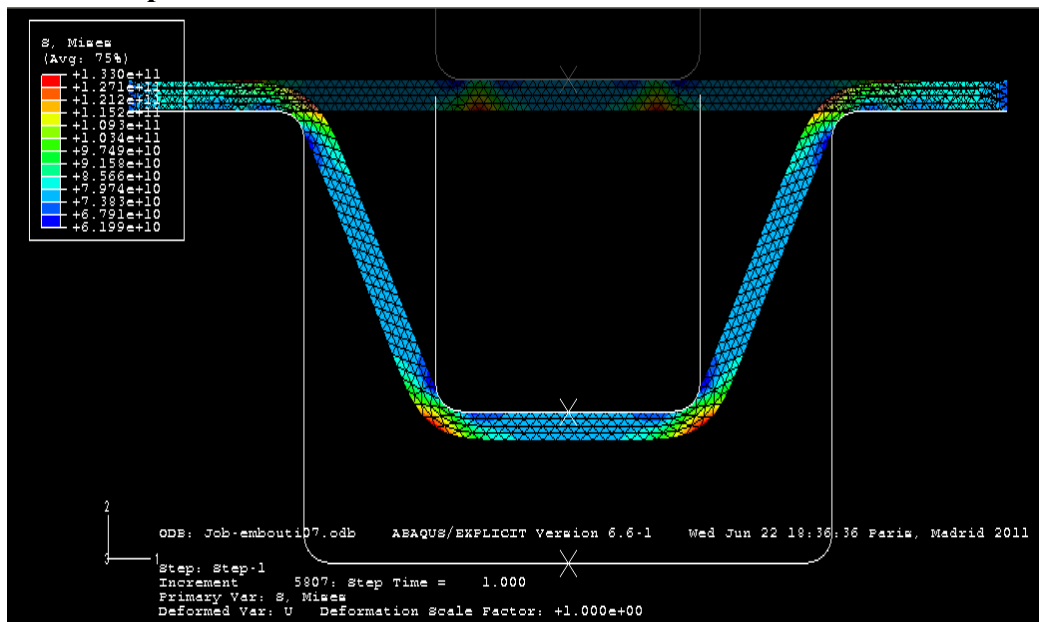 S, Mises
(Avg: 75%)
+1.330e+11
+1.271e+11
+1.212e+11
+1.152e+11
+1.093e+11
+1.034e+11
+9.749e+10
+9.158e+10
+8.566e+10
+7.974e+10
+7.383e+10
+6.791e+10
+6.199e+10
2
3 1
ODB: Job-embouti07.odb ABAQUS/EXPLICIT Version 6.6-1 Wed Jun 22 18:36:36 Paris, Madrid 2011
Step: Step-1
Increment 5807: Step Time = 1.000
Primary Var: S, Mises
Deformed Var: U Deformation Scale Factor: +1.000e+00